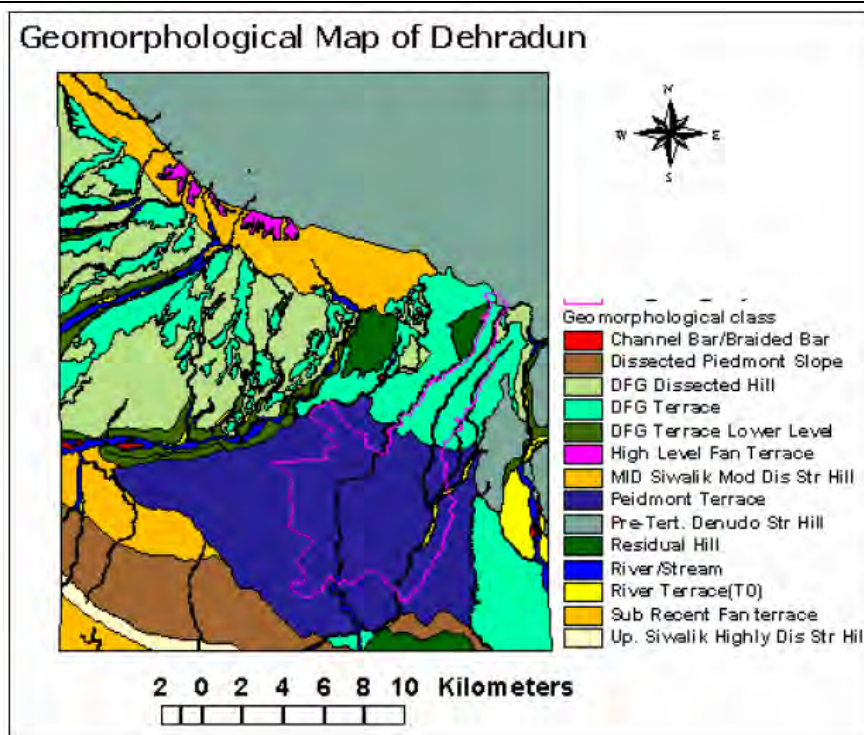 Geomorphological Map of Dehradun
N
W E
S
Geomorphological class
Channel Bar/Braided Bar
Dissected Piedmont Slope
DFG Dissected Hill
DFG Terrace
DFG Terrace Lower Level
High Level Fan Terrace
MID Siwalik Mod Dis Str Hill
Peidmont Terrace
Pre-Tert. Denudo Str Hill
Residual Hill
River/Stream
River Terrace(T0)
Sub Recent Fan terrace
Up. Siwalik Highly Dis Str Hil
2 0 2 4 6 8 10 Kilometers